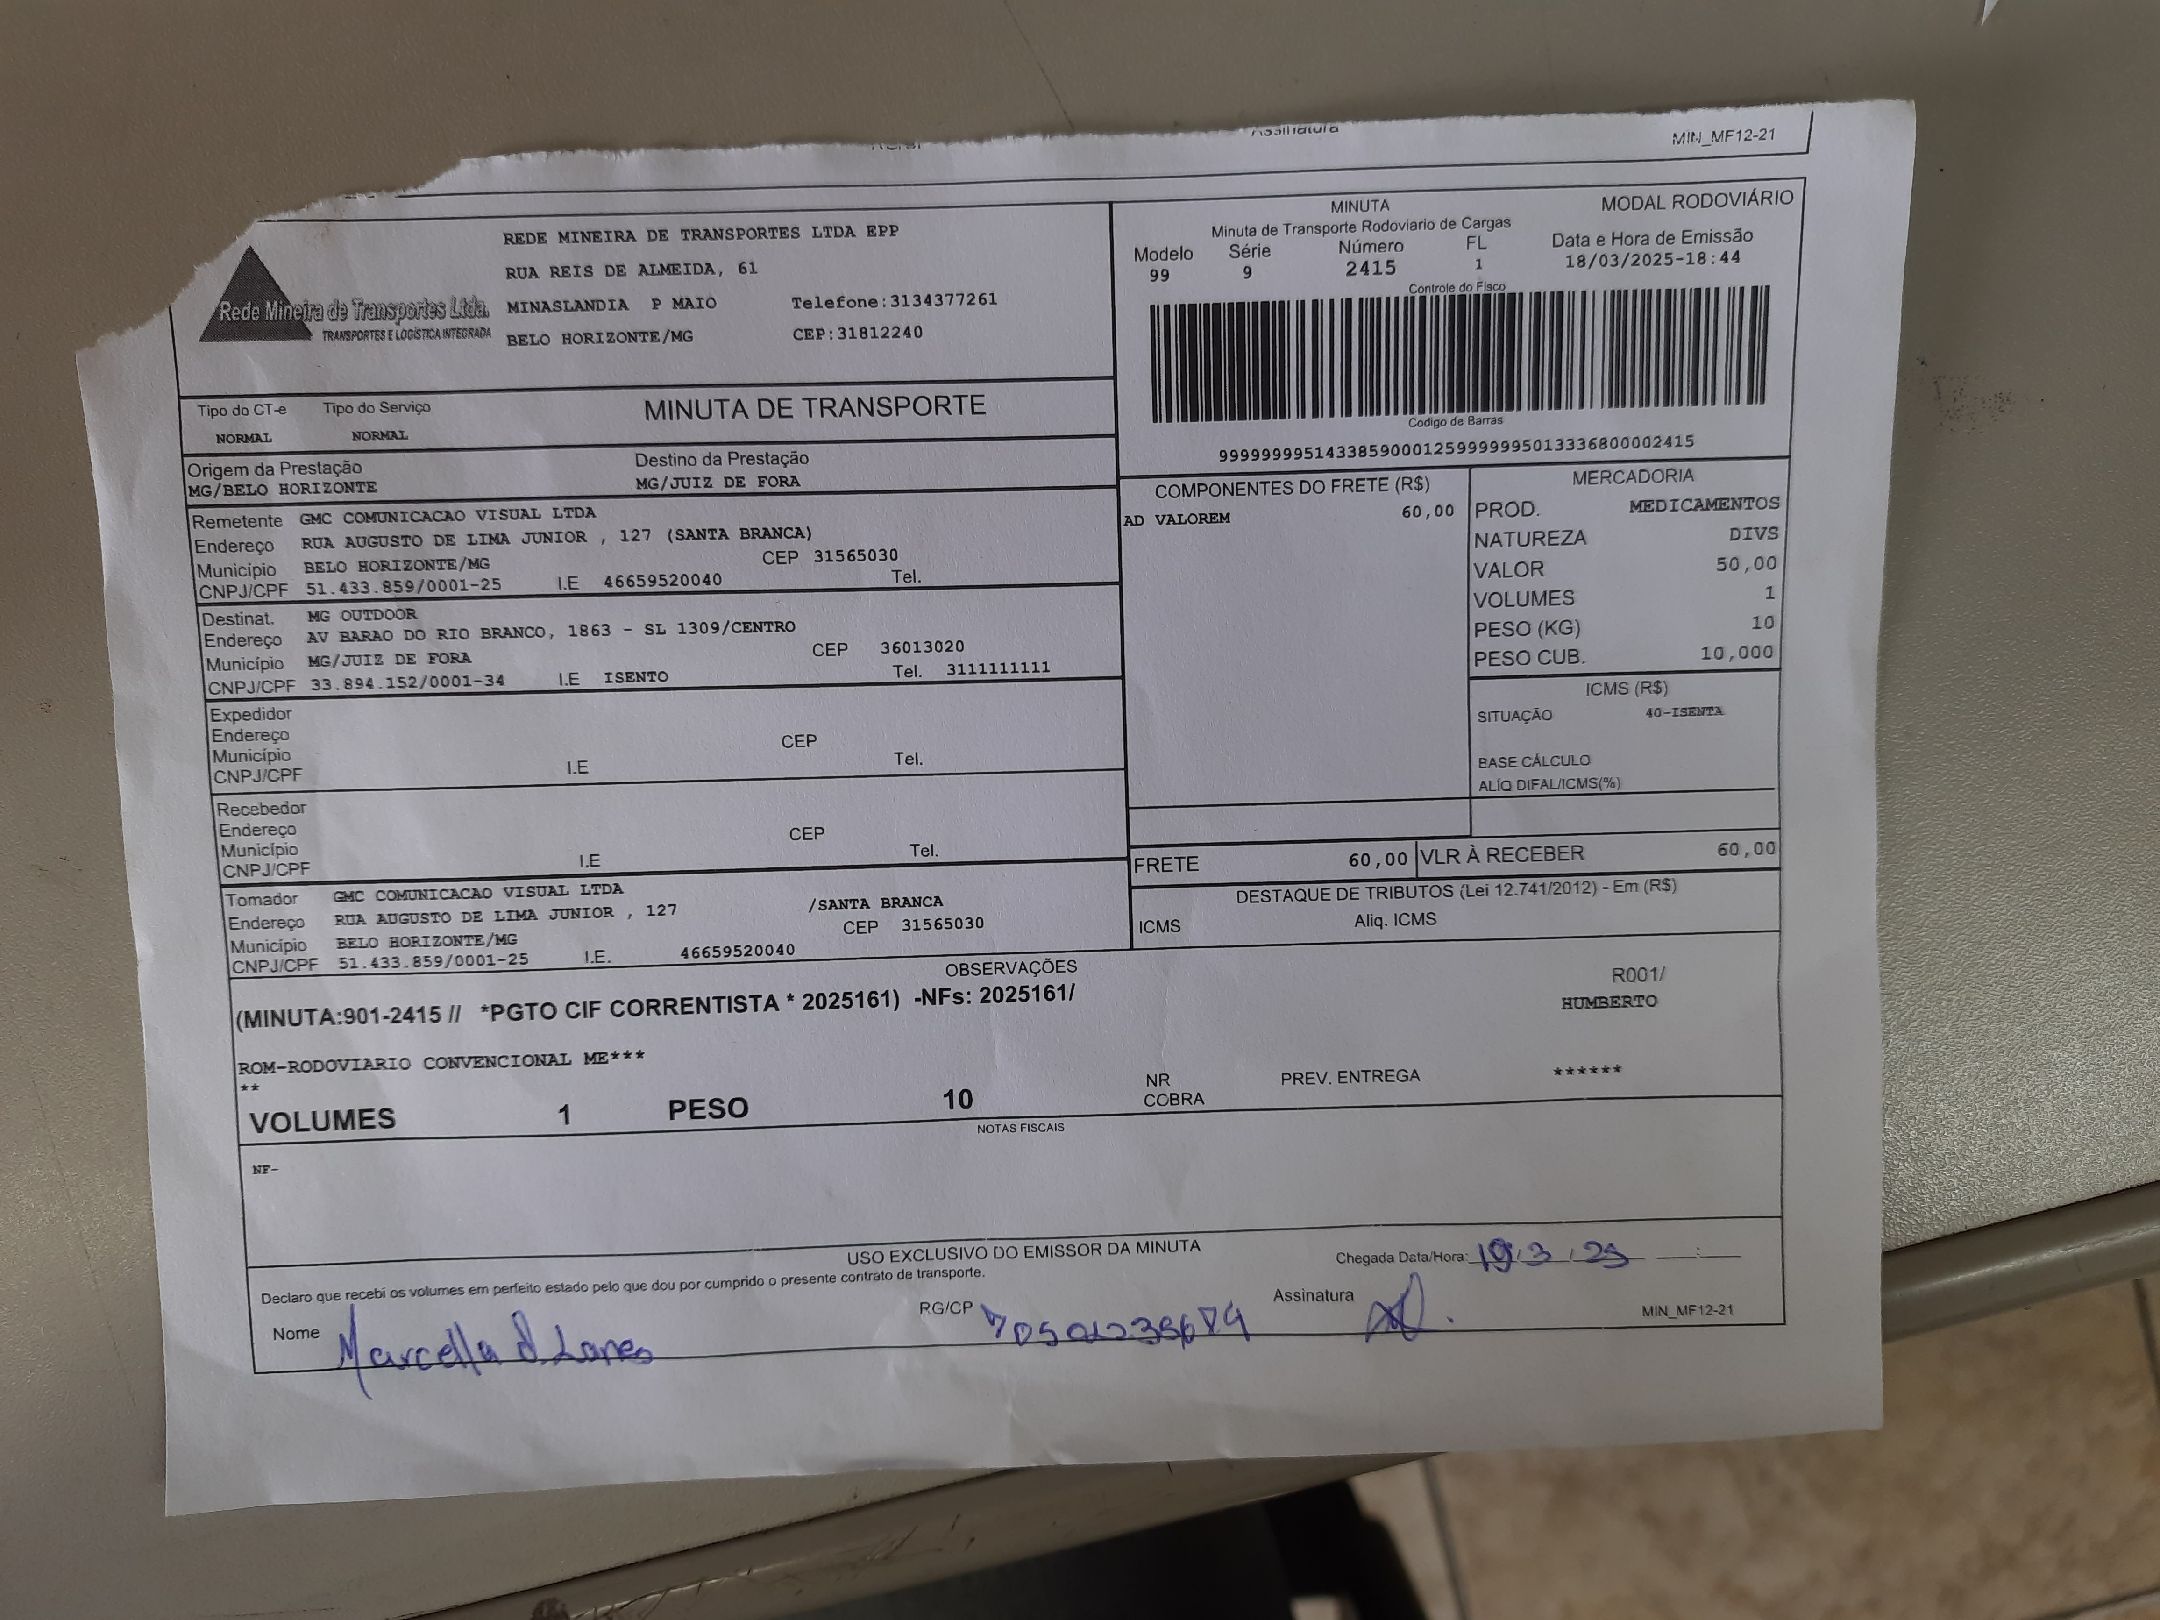 Assinatura
MIN_MF12-21
Rede Mineira de Transportes Ltda.
TRANSPORTES E LOGÍSTICA INTEGRADA
REDE MINEIRA DE TRANSPORTES LTDA EPP
RUA REIS DE ALMEIDA, 61
MINASLANDIA P MAIO Telefone:3134377261
BELO HORIZONTE/MG CEP:31812240
MINUTA MODAL RODOVIÁRIO
Minuta de Transporte Rodoviario de Cargas
Modelo Série Número FL Data e Hora de Emissão
99 9 2415 1 18/03/2025-18:44
Controle do Fisco
Codigo de Barras
Tipo do CT-e Tipo do Serviço MINUTA DE TRANSPORTE
NORMAL NORMAL
Origem da Prestação Destino da Prestação
MG/BELO HORIZONTE MG/JUIZ DE FORA
Remetente GMC COMUNICACAO VISUAL LTDA
Endereço RUA AUGUSTO DE LIMA JUNIOR , 127 (SANTA BRANCA)
Município BELO HORIZONTE/MG CEP 31565030
CNPJ/CPF 51.433.859/0001-25 I.E 46659520040 Tel.
Destinat. MG OUTDOOR
Endereço AV BARAO DO RIO BRANCO, 1863 - SL 1309/CENTRO
Município MG/JUIZ DE FORA CEP 36013020
CNPJ/CPF 33.894.152/0001-34 I.E ISENTO Tel. 3111111111
Expedidor
Endereço
Município CEP
CNPJ/CPF I.E Tel.
Recebedor
Endereço
Município CEP
CNPJ/CPF I.E Tel.
Tomador GMC COMUNICACAO VISUAL LTDA
Endereço RUA AUGUSTO DE LIMA JUNIOR , 127 /SANTA BRANCA
Município BELO HORIZONTE/MG CEP 31565030
CNPJ/CPF 51.433.859/0001-25 I.E. 46659520040
COMPONENTES DO FRETE (R$)
AD VALOREM 60,00
MERCADORIA
PROD. MEDICAMENTOS
NATUREZA DIVS
VALOR 50,00
VOLUMES 1
PESO (KG) 10
PESO CUB. 10,000
ICMS (R$)
SITUAÇÃO 40-ISENTA
BASE CÁLCULO
ALÍQ DIFAL/ICMS(%)
FRETE 60,00 VLR À RECEBER 60,00
DESTAQUE DE TRIBUTOS (Lei 12.741/2012) - Em (R$)
ICMS Aliq. ICMS
OBSERVAÇÕES
(MINUTA:901-2415 // *PGTO CIF CORRENTISTA * 2025161) -NFs: 2025161/
R001/
HUMBERTO
ROM-RODOVIARIO CONVENCIONAL ME***
**
VOLUMES 1 PESO 10
NR
COBRA
PREV. ENTREGA ******
NOTAS FISCAIS
NF-
USO EXCLUSIVO DO EMISSOR DA MINUTA
Chegada Data/Hora: 19/3/25 __:__
Declaro que recebi os volumes em perfeito estado pelo que dou por cumprido o presente contrato de transporte.
Nome Marcella RG/CP Assinatura MIN_MF12-21